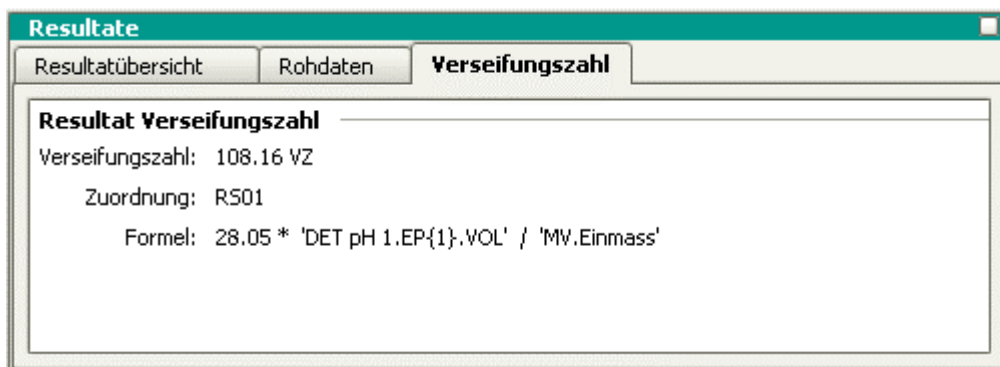 Resultate
Resultatübersicht Rohdaten Verseifungszahl
Resultat Verseifungszahl
Verseifungszahl: 108.16 VZ
Zuordnung: RS01
Formel: 28.05 * 'DET pH 1.EP{1}.VOL' / 'MV.Einmass'